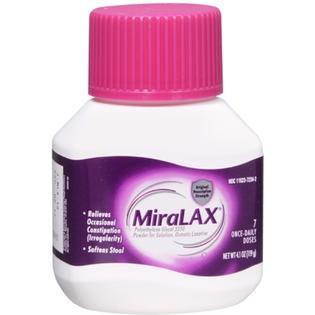 Original
Prescription
Strength
NDC 11523-7234-2
• Relieves
Occasional
Constipation
(Irregularity)
• Softens Stool
MiraLAX®
Polyethylene Glycol 3350
Powder for Solution, Osmotic Laxative
7
ONCE-DAILY
DOSES
NET WT 4.1 OZ (119 g)